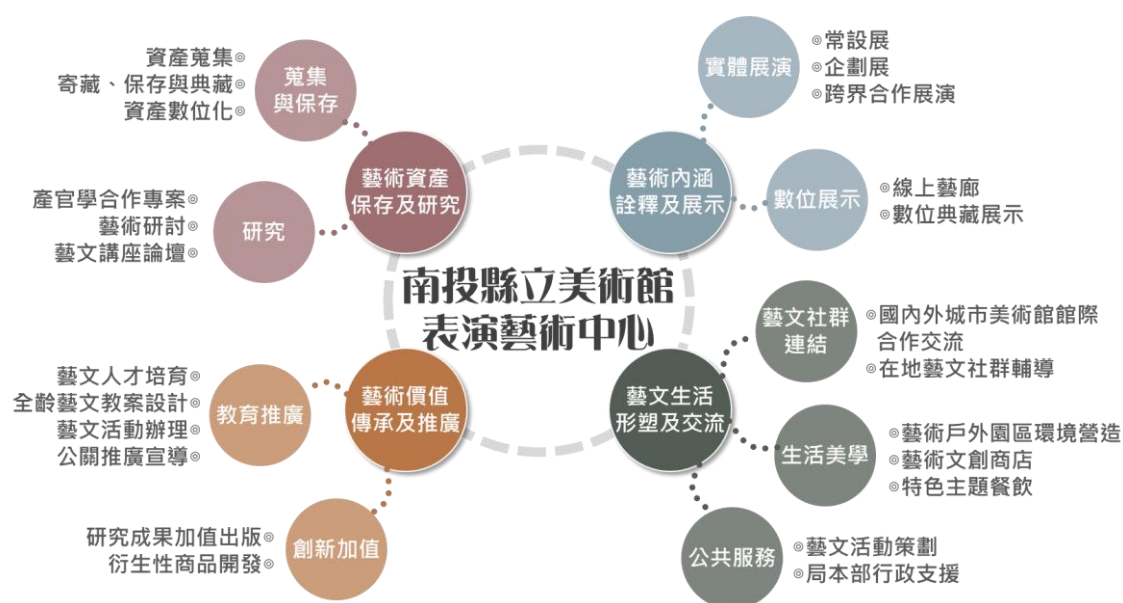 南投縣立美術館
表演藝術中心
藝術資產
保存及研究
蒐集
與保存
資產蒐集◎
寄藏、保存與典藏◎
資產數位化◎
研究
產官學合作專案◎
藝術研討◎
藝文講座論壇◎
藝術內涵
詮釋及展示
實體展演
◎常設展
◎企劃展
◎跨界合作展演
數位展示
◎線上藝廊
◎數位典藏展示
藝術價值
傳承及推廣
教育推廣
藝文人才培育◎
全齡藝文教案設計◎
藝文活動辦理◎
公關推廣宣導◎
創新加值
研究成果加值出版◎
衍生性商品開發◎
藝文生活
形塑及交流
藝文社群
連結
◎國內外城市美術館館際
合作交流
◎在地藝文社群輔導
生活美學
◎藝術戶外園區環境營造
◎藝術文創商店
◎特色主題餐飲
公共服務
◎藝文活動策劃
◎局本部行政支援